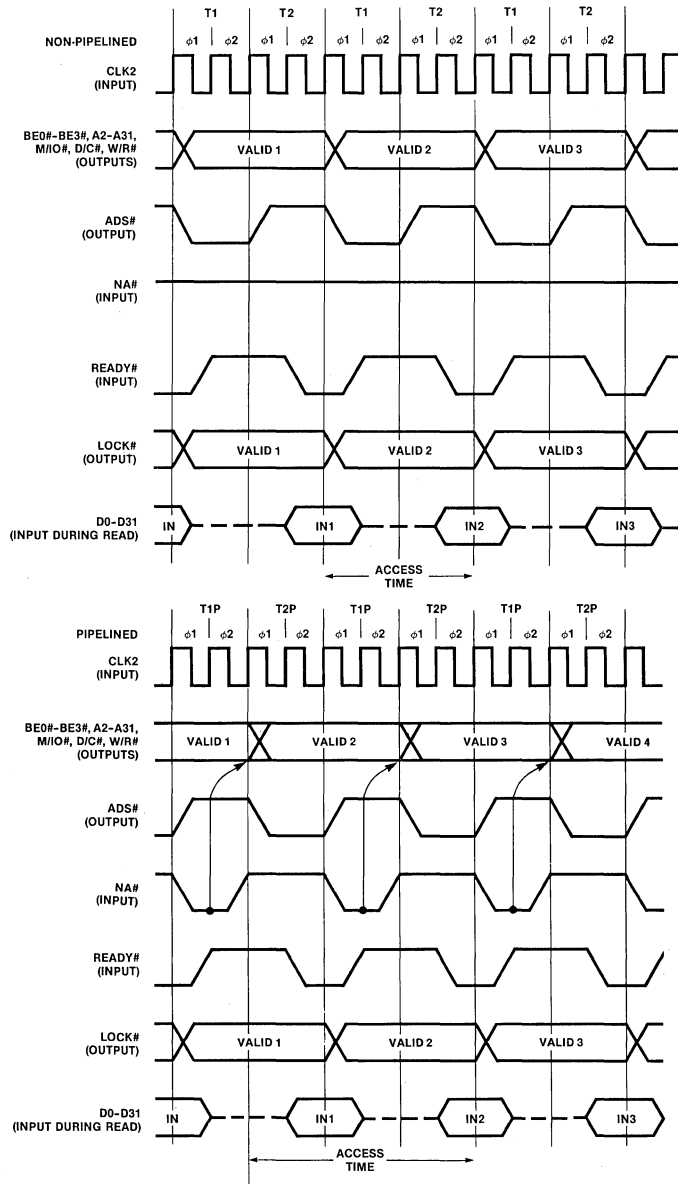 T1 T2 T1 T2 T1 T2
NON-PIPELINED ϕ1 ϕ2 ϕ1 ϕ2 ϕ1 ϕ2 ϕ1 ϕ2 ϕ1 ϕ2 ϕ1 ϕ2
CLK2
(INPUT)
BE0#-BE3#, A2-A31,
M/IO#, D/C#, W/R#
(OUTPUTS)
VALID 1 VALID 2 VALID 3
ADS#
(OUTPUT)
NA#
(INPUT)
READY#
(INPUT)
LOCK#
(OUTPUT)
VALID 1 VALID 2 VALID 3
D0-D31
(INPUT DURING READ)
IN IN1 IN2 IN3
ACCESS
TIME
T1P T2P T1P T2P T1P T2P
PIPELINED ϕ1 ϕ2 ϕ1 ϕ2 ϕ1 ϕ2 ϕ1 ϕ2 ϕ1 ϕ2 ϕ1 ϕ2
CLK2
(INPUT)
BE0#-BE3#, A2-A31,
M/IO#, D/C#, W/R#
(OUTPUTS)
VALID 1 VALID 2 VALID 3 VALID 4
ADS#
(OUTPUT)
NA#
(INPUT)
READY#
(INPUT)
LOCK#
(OUTPUT)
VALID 1 VALID 2 VALID 3
D0-D31
(INPUT DURING READ)
IN IN1 IN2 IN3
ACCESS
TIME